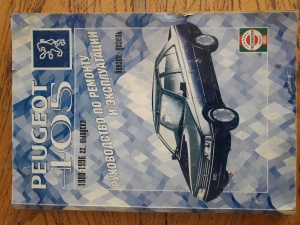 PEUGEOT
405
1988-1996 гг. выпуска
РУКОВОДСТВО ПО РЕМОНТУ
И ЭКСПЛУАТАЦИИ
бензин, дизель